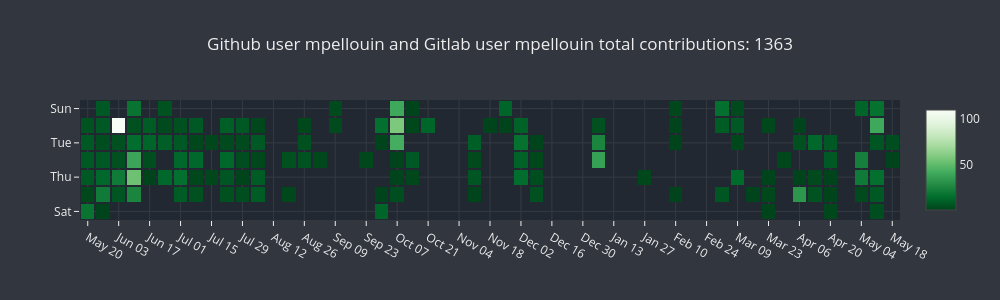 Github user mpellouin and Gitlab user mpellouin total contributions: 1363
Sun
Tue
Thu
Sat
May 20
Jun 03
Jun 17
Jul 01
Jul 15
Jul 29
Aug 12
Aug 26
Sep 09
Sep 23
Oct 07
Oct 21
Nov 04
Nov 18
Dec 02
Dec 16
Dec 30
Jan 13
Jan 27
Feb 10
Feb 24
Mar 09
Mar 23
Apr 06
Apr 20
May 04
May 18
100
50